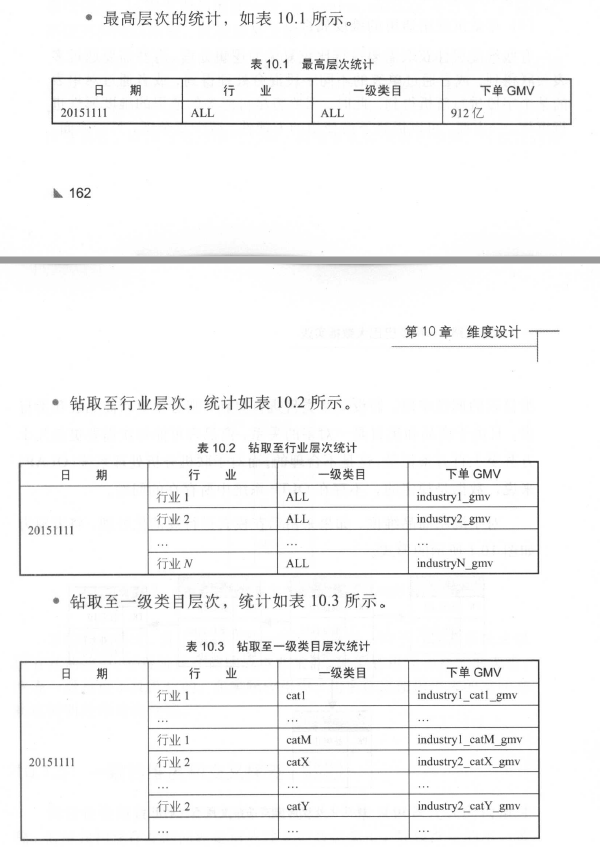 • 最高层次的统计，如表 10.1 所示。
表 10.1 最高层次统计
日 期 行 业 一级类目 下单 GMV
20151111 ALL ALL 912 亿
162
第 10 章 维度设计
• 钻取至行业层次，统计如表 10.2 所示。
表 10.2 钻取至行业层次统计
日 期 行 业 一级类目 下单 GMV
行业 1 ALL industry1_gmv
行业 2 ALL industry2_gmv
20151111
… … …
行业 N ALL industryN_gmv
• 钻取至一级类目层次，统计如表 10.3 所示。
表 10.3 钻取至一级类目层次统计
日 期 行 业 一级类目 下单 GMV
行业 1 cat1 industry1_cat1_gmv
… … …
行业 1 catM industry1_catM_gmv
20151111 行业 2 catX industry2_catX_gmv
… … …
行业 2 catY industry2_catY_gmv
… … …